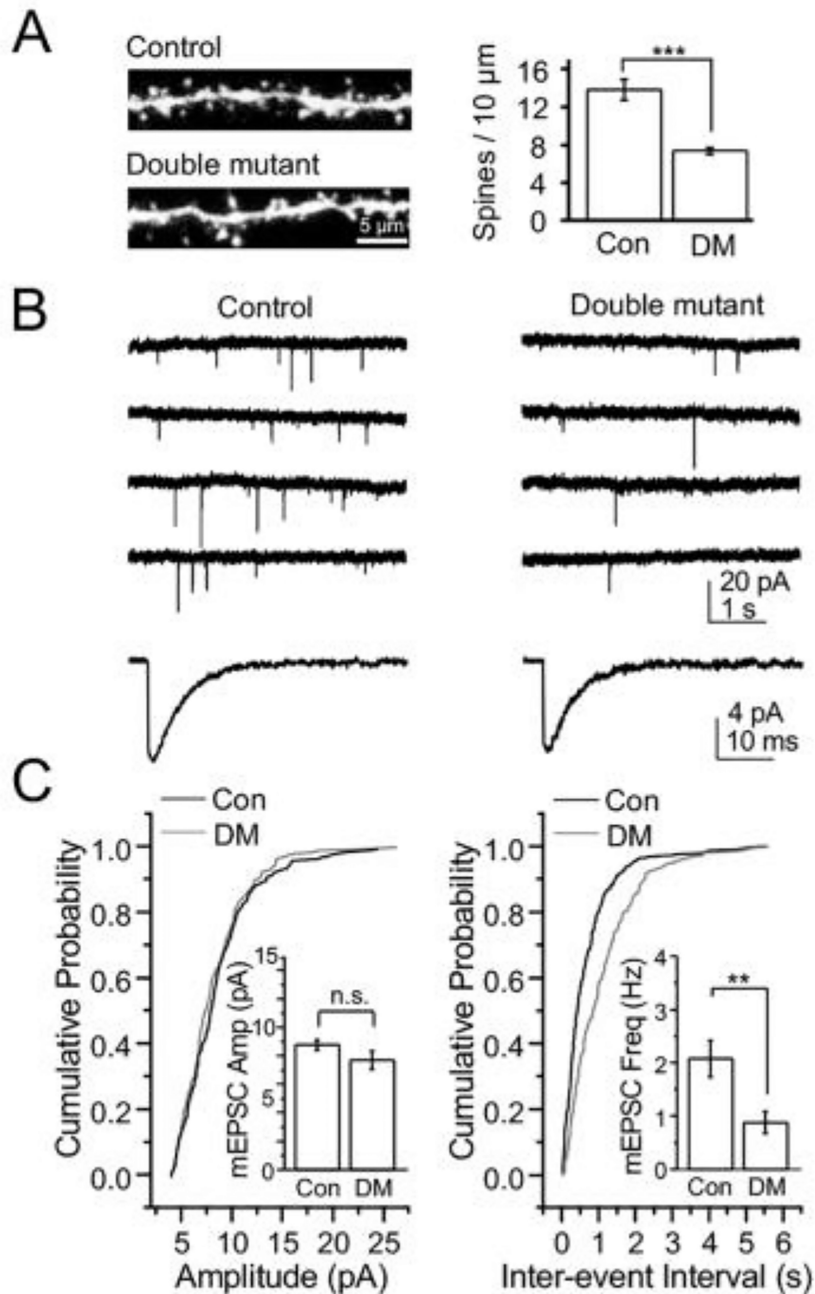 A
Control
Double mutant
5 µm
Spines / 10 µm
16
12
8
4
0
***
Con
DM
B
Control
Double mutant
20 pA
1 s
4 pA
10 ms
C
Con
DM
Cumulative Probability
1.0
0.8
0.6
0.4
0.2
0.0
5
10
15
20
25
Amplitude (pA)
mEPSC Amp (pA)
15
10
5
0
n.s.
Con
DM
Con
DM
Cumulative Probability
1.0
0.8
0.6
0.4
0.2
0.0
0
1
2
3
4
5
6
Inter-event Interval (s)
mEPSC Freq (Hz)
4
3
2
1
0
**
Con
DM